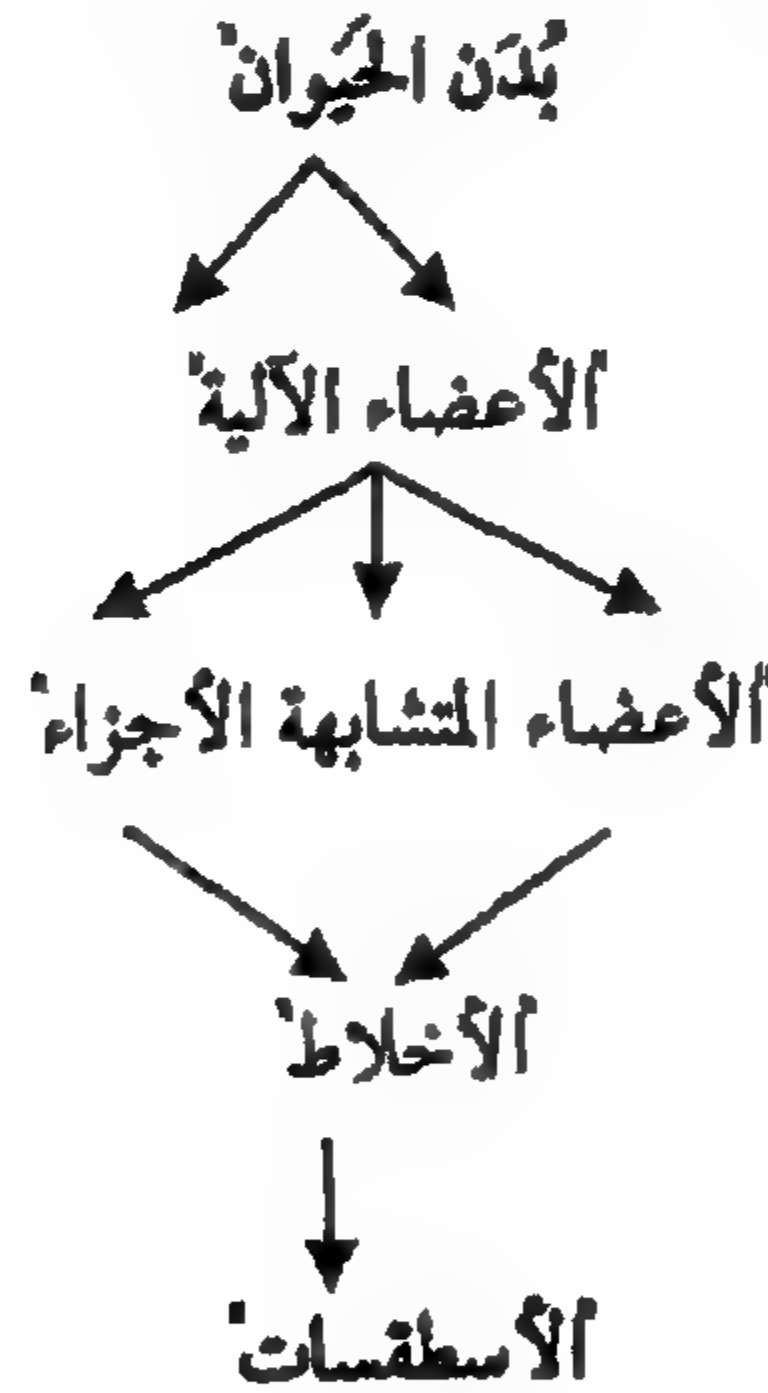 "بَدَن الحَيَوان"
"الأعضاء الآلية"
"الأعضاء المتشابهة الأجزاء"
"الأخلاط"
"الأسطقسات"